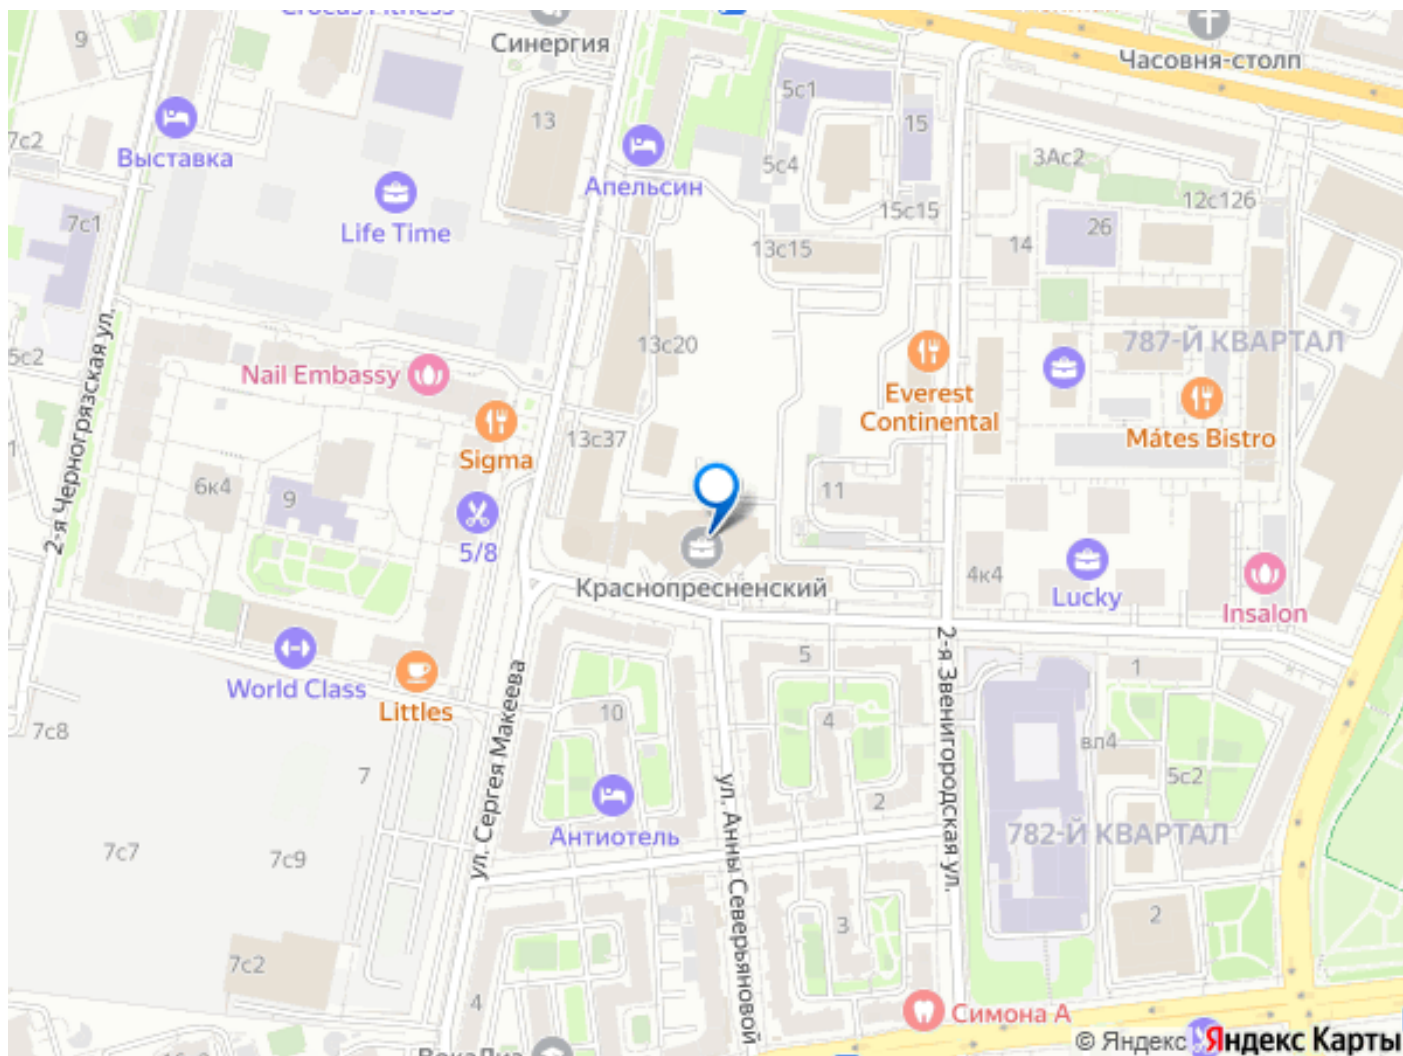 Crocus Fitness
9
Синергия
Часовня-столп
5с1
13
15
7с2
Выставка
Апельсин
5с4
3Ас2
12с126
7с1
Life Time
15с15
26
13с15
14
2-я Черногрязская ул.
5с2
13с20
787-Й КВАРТАЛ
Nail Embassy
Everest
Continental
Mátes Bistro
13с37
Sigma
6к4
9
11
5/8
Краснопресненский
4к4
Lucky
Insalon
World Class
Littles
ул. Сергея Макеева
2-я Звенигородская ул.
5
1
7с8
10
4
вл4
7
5с2
ул. Анны Северьяновой
2
Антиотель
782-Й КВАРТАЛ
7с7
7с9
3
2
7с2
4
Симона А
© Яндекс Яндекс Карты